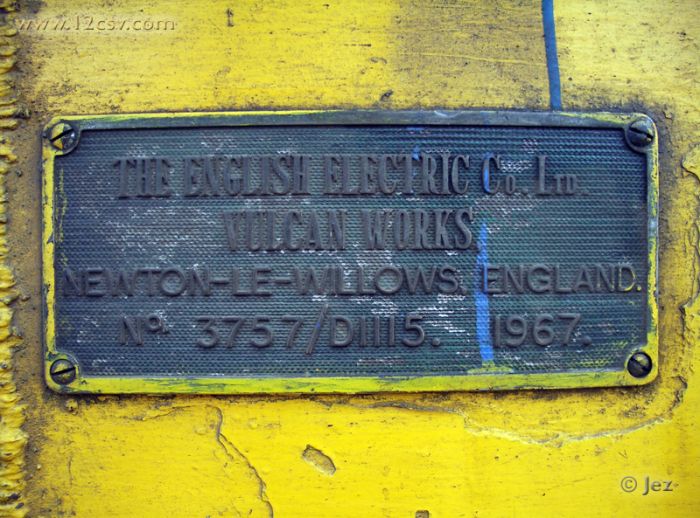 www.12csv.com
THE ENGLISH ELECTRIC Co. LTD.
VULCAN WORKS,
NEWTON-LE-WILLOWS, ENGLAND.
No. 3757/D1115. 1967.
© Jez